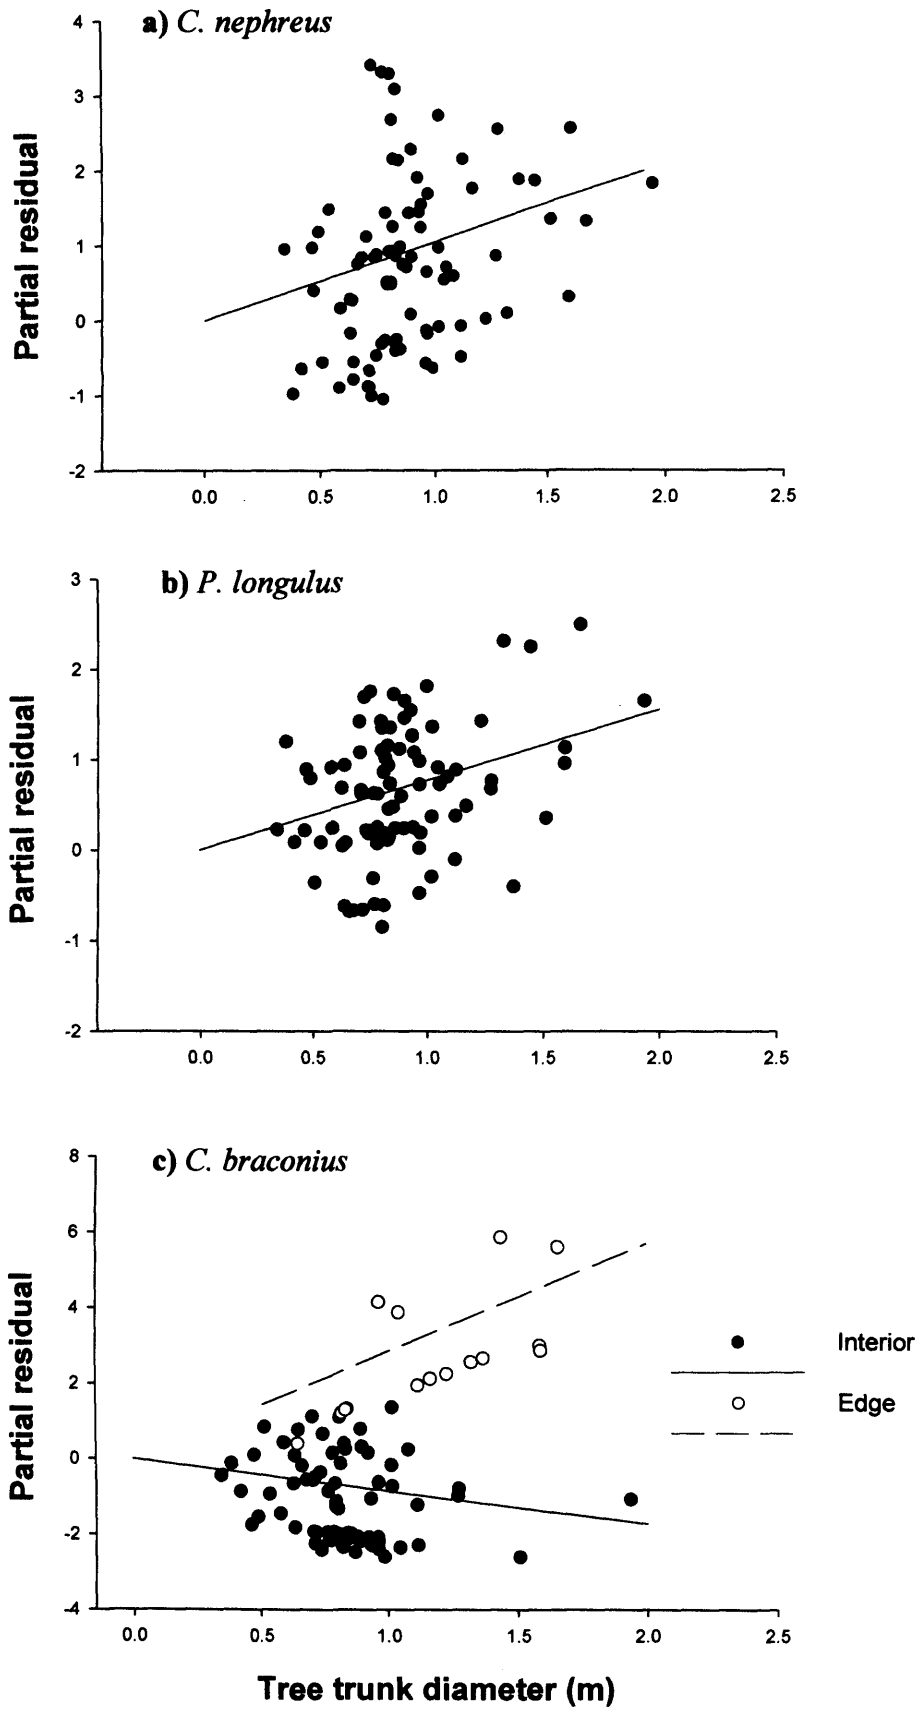 a) C. nephreus
4
3
2
1
0
-1
-2
Partial residual
0.0 0.5 1.0 1.5 2.0 2.5
b) P. longulus
3
2
1
0
-1
-2
Partial residual
0.0 0.5 1.0 1.5 2.0 2.5
c) C. braconius
8
6
4
2
0
-2
-4
Partial residual
Interior
Edge
0.0 0.5 1.0 1.5 2.0 2.5
Tree trunk diameter (m)